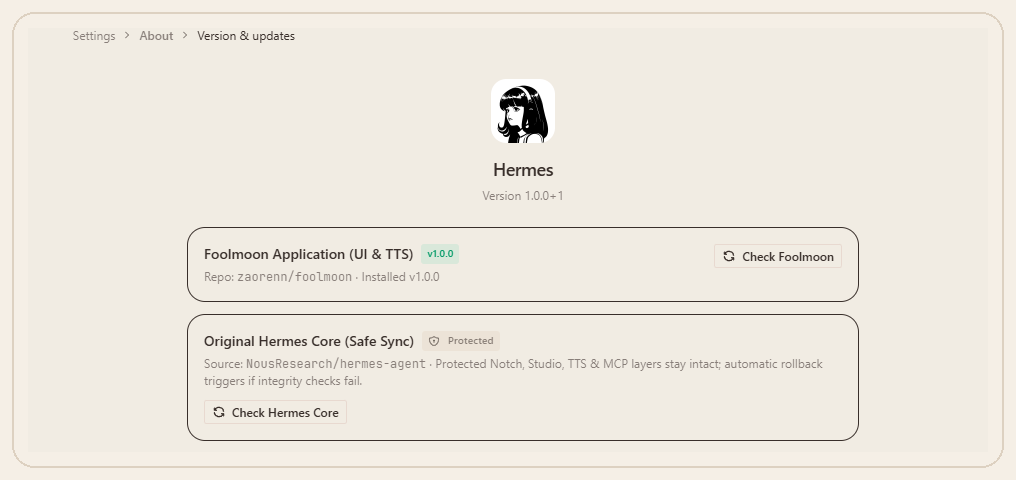 Settings > About > Version & updates
Hermes
Version 1.0.0+1
Foolmoon Application (UI & TTS) v1.0.0
Check Foolmoon
Repo: zaorenn/foolmoon · Installed v1.0.0
Original Hermes Core (Safe Sync) Protected
Source: NousResearch/hermes-agent · Protected Notch, Studio, TTS & MCP layers stay intact; automatic rollback
triggers if integrity checks fail.
Check Hermes Core